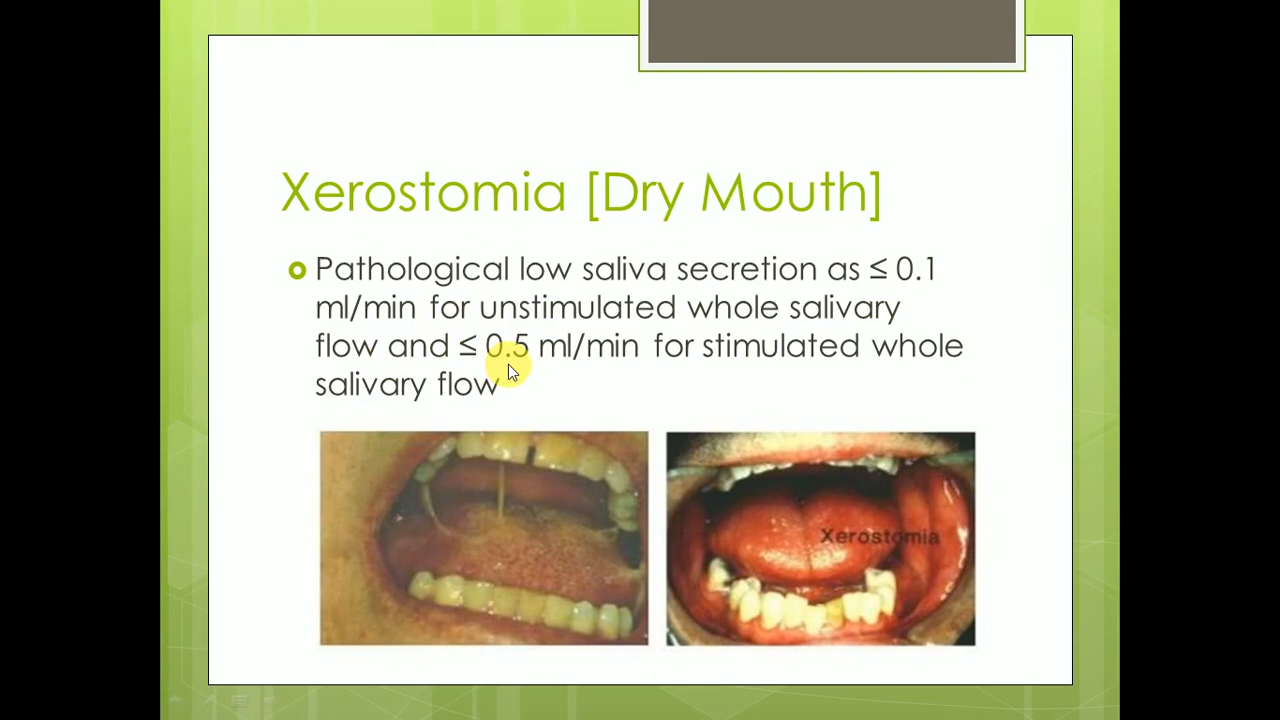 Xerostomia [Dry Mouth]
Pathological low saliva secretion as ≤ 0.1
ml/min for unstimulated whole salivary
flow and ≤ 0.5 ml/min for stimulated whole
salivary flow
Xerostomia